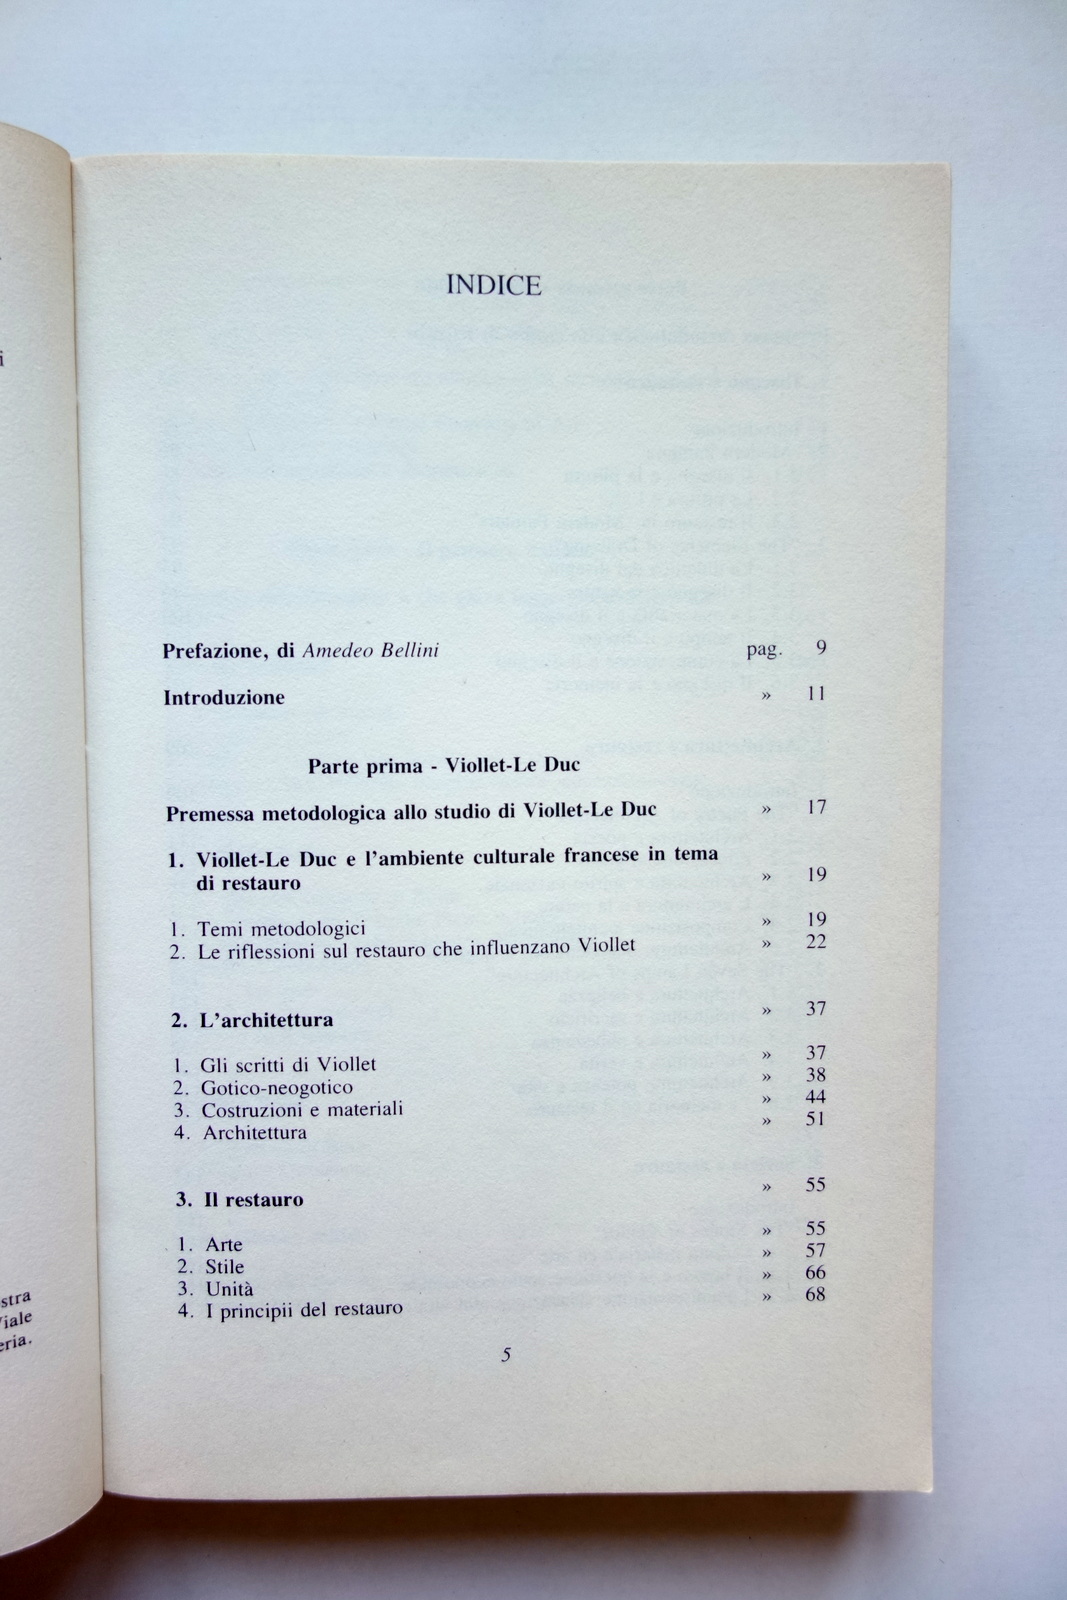 INDICE
Prefazione, di Amedeo Bellini pag. 9
Introduzione » 11
Parte prima - Viollet-Le Duc
Premessa metodologica allo studio di Viollet-Le Duc » 17
1. Viollet-Le Duc e l'ambiente culturale francese in tema
di restauro » 19
1. Temi metodologici » 19
2. Le riflessioni sul restauro che influenzano Viollet » 22
2. L'architettura » 37
1. Gli scritti di Viollet » 37
2. Gotico-neogotico » 38
3. Costruzioni e materiali » 44
4. Architettura » 51
3. Il restauro » 55
1. Arte » 55
2. Stile » 57
3. Unità » 66
4. I principii del restauro » 68
5